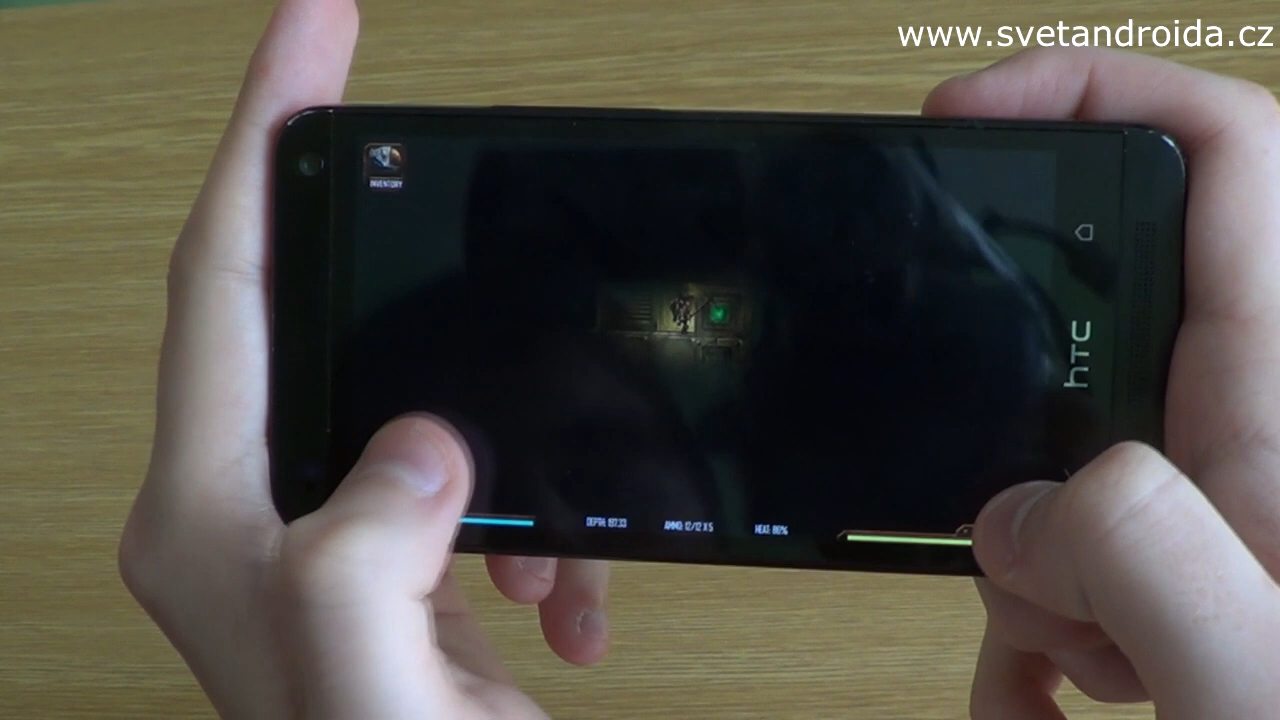 www.svetandroida.cz
INVENTORY
hTC
DEPTH: 197.33 AMMO: 12/12 X 5 HEAT: 86%